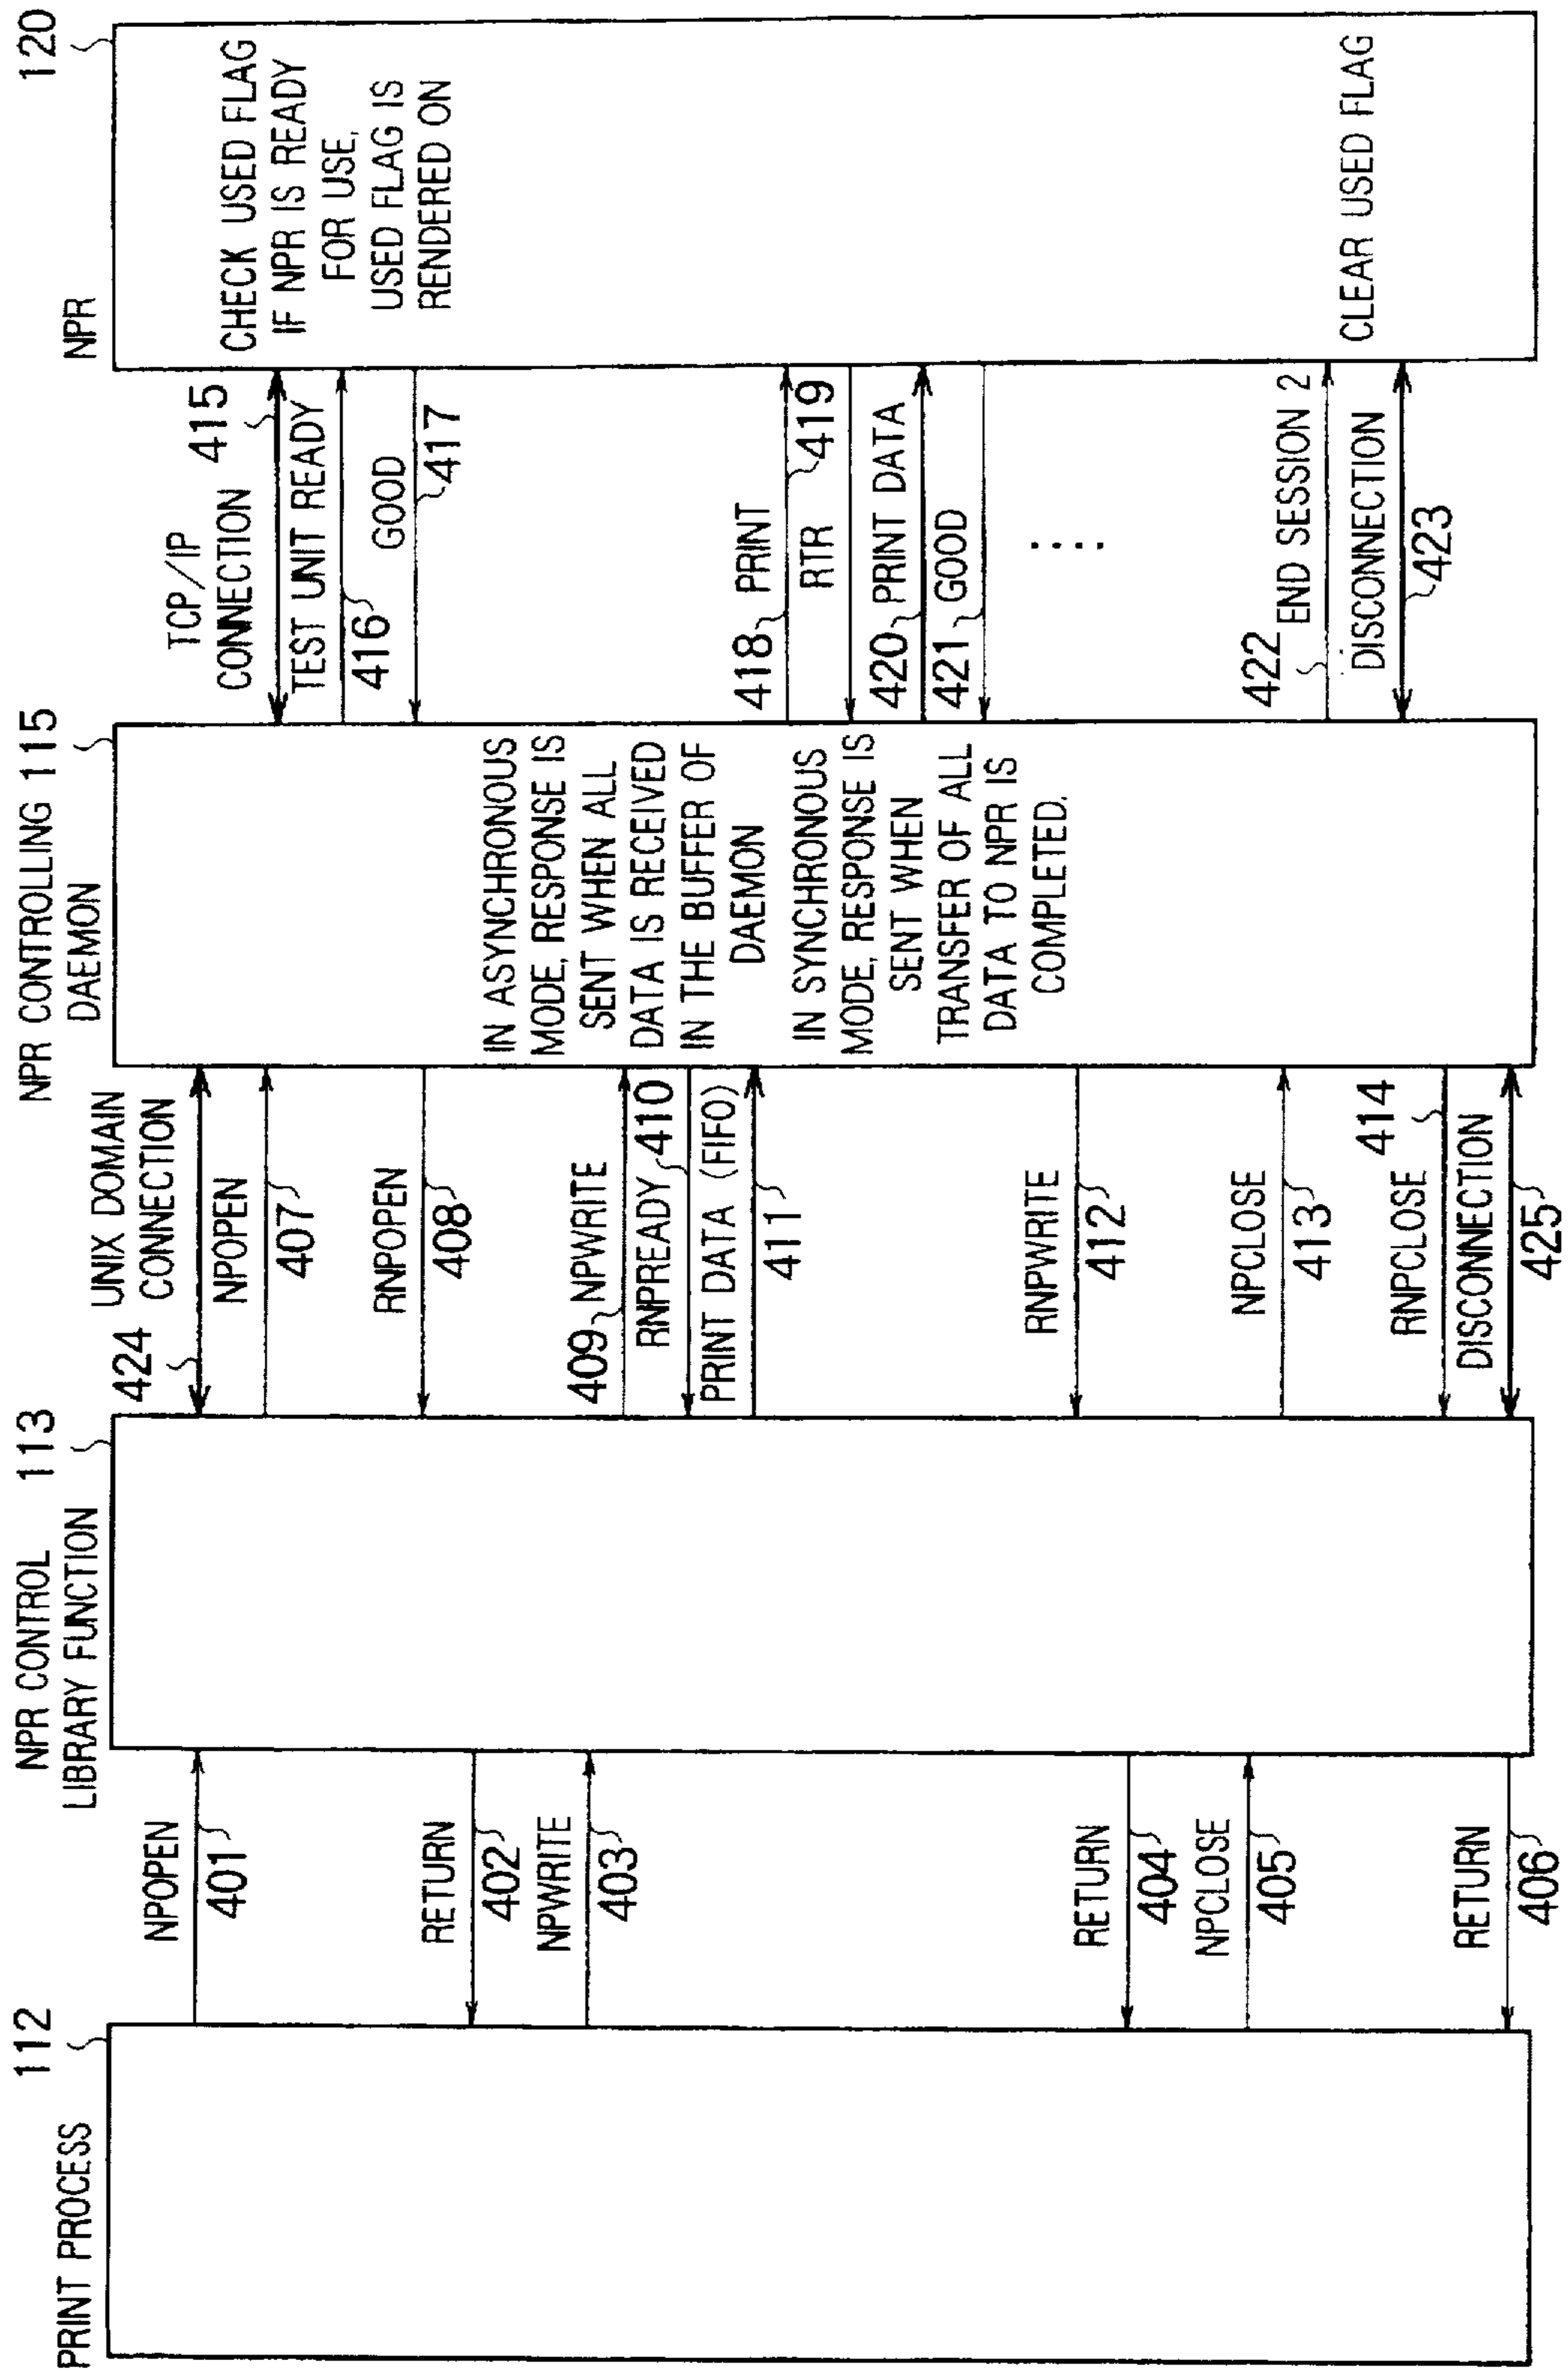 PRINT PROCESS 112
NPR CONTROL 113
LIBRARY FUNCTION
NPR CONTROLLING 115
DAEMON
NPR 120
NPOPEN
401
RETURN
402
NPWRITE
403
RETURN
404
NPCLOSE
405
RETURN
406
424
UNIX DOMAIN
CONNECTION
NPOPEN
407
RNPOPEN
408
409 NPWRITE
RNPREADY 410
PRINT DATA (FIFO)
411
RNPWRITE
412
NPCLOSE
413
RNPCLOSE 414
DISCONNECTION
425
IN ASYNCHRONOUS
MODE, RESPONSE IS
SENT WHEN ALL
DATA IS RECEIVED
IN THE BUFFER OF
DAEMON
IN SYNCHRONOUS
MODE, RESPONSE IS
SENT WHEN
TRANSFER OF ALL
DATA TO NPR IS
COMPLETED.
TCP/IP
CONNECTION 415
TEST UNIT READY
416
GOOD
417
418 PRINT
RTR 419
420 PRINT DATA
421 GOOD
....
422 END SESSION 2
DISCONNECTION
423
CHECK USED FLAG
IF NPR IS READY
FOR USE,
USED FLAG IS
RENDERED ON
CLEAR USED FLAG